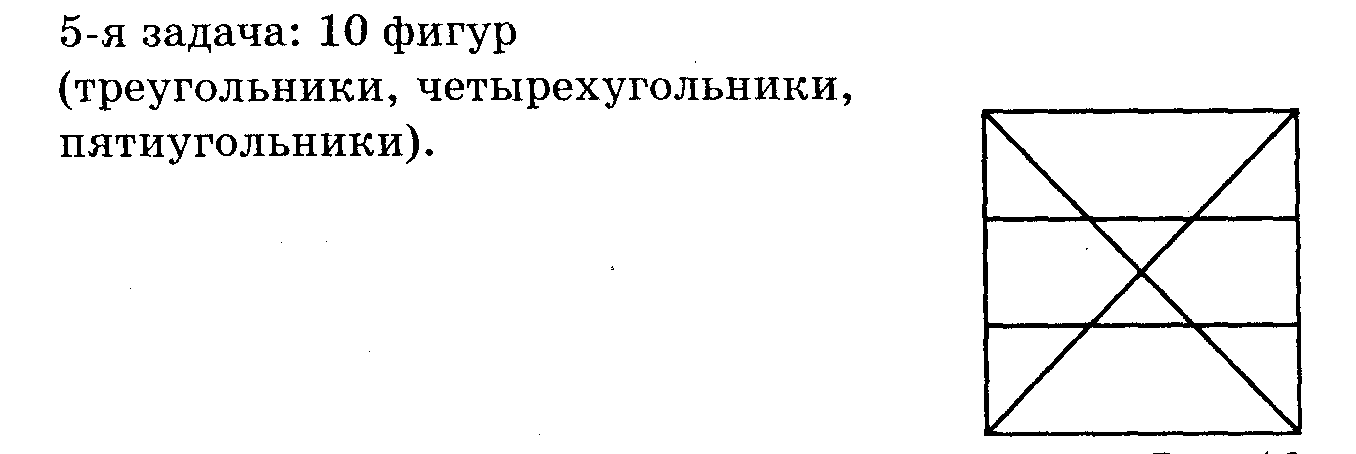 5-я задача: 10 фигур
(треугольники, четырехугольники,
пятиугольники).